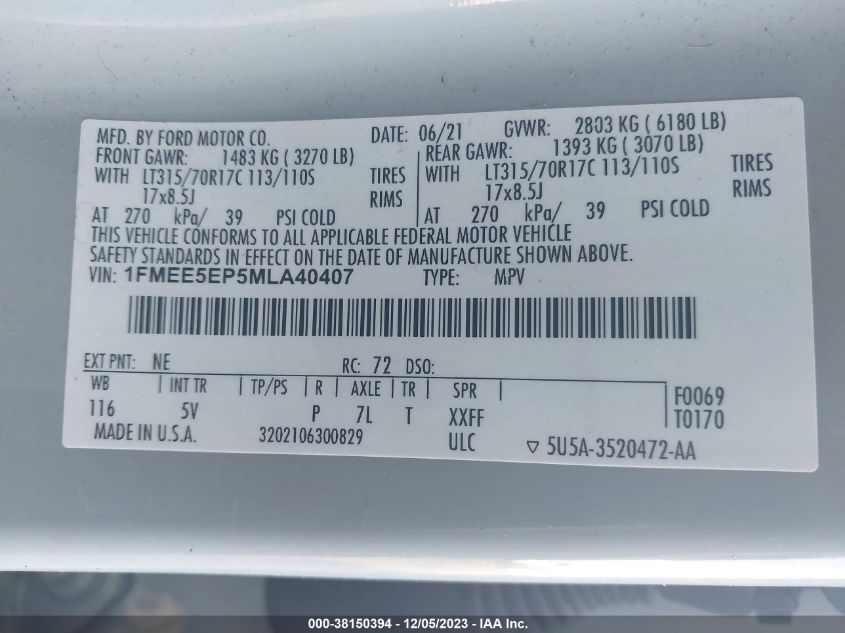 MFD. BY FORD MOTOR CO. DATE: 06/21 GVWR: 2803 KG ( 6180 LB)
FRONT GAWR: 1483 KG ( 3270 LB) REAR GAWR: 1393 KG ( 3070 LB)
WITH LT315/70R17C 113/110S TIRES WITH LT315/70R17C 113/110S TIRES
17x8.5J RIMS 17x8.5J RIMS
AT 270 kPa/ 39 PSI COLD AT 270 kPa/ 39 PSI COLD
THIS VEHICLE CONFORMS TO ALL APPLICABLE FEDERAL MOTOR VEHICLE
SAFETY STANDARDS IN EFFECT ON THE DATE OF MANUFACTURE SHOWN ABOVE.
VIN: 1FMEE5EP5MLA40407 TYPE: MPV
EXT PNT: NE RC: 72 DSO:
WB | INT TR | TP/PS | R | AXLE | TR | SPR F0069
116 5V P 7L T XXFF T0170
MADE IN U.S.A. 3202106300829 ULC ▽ 5U5A-3520472-AA
000-38150394 - 12/05/2023 - IAAI.com.